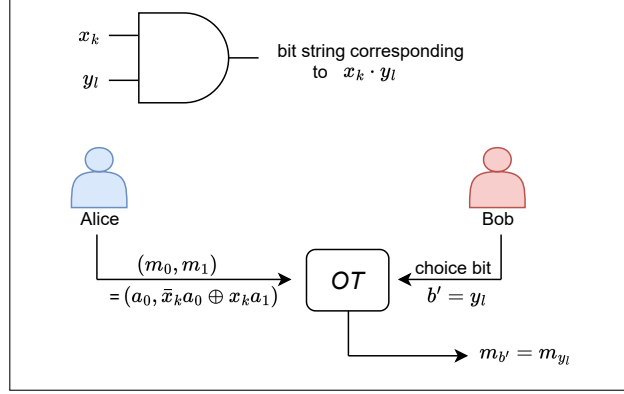 x_k
y_l
bit string corresponding
to x_k · y_l
Alice
Bob
(m_0, m_1)
= (a_0, x̄_k a_0 ⊕ x_k a_1)
OT
choice bit
b′ = y_l
m_{b′} = m_{y_l}